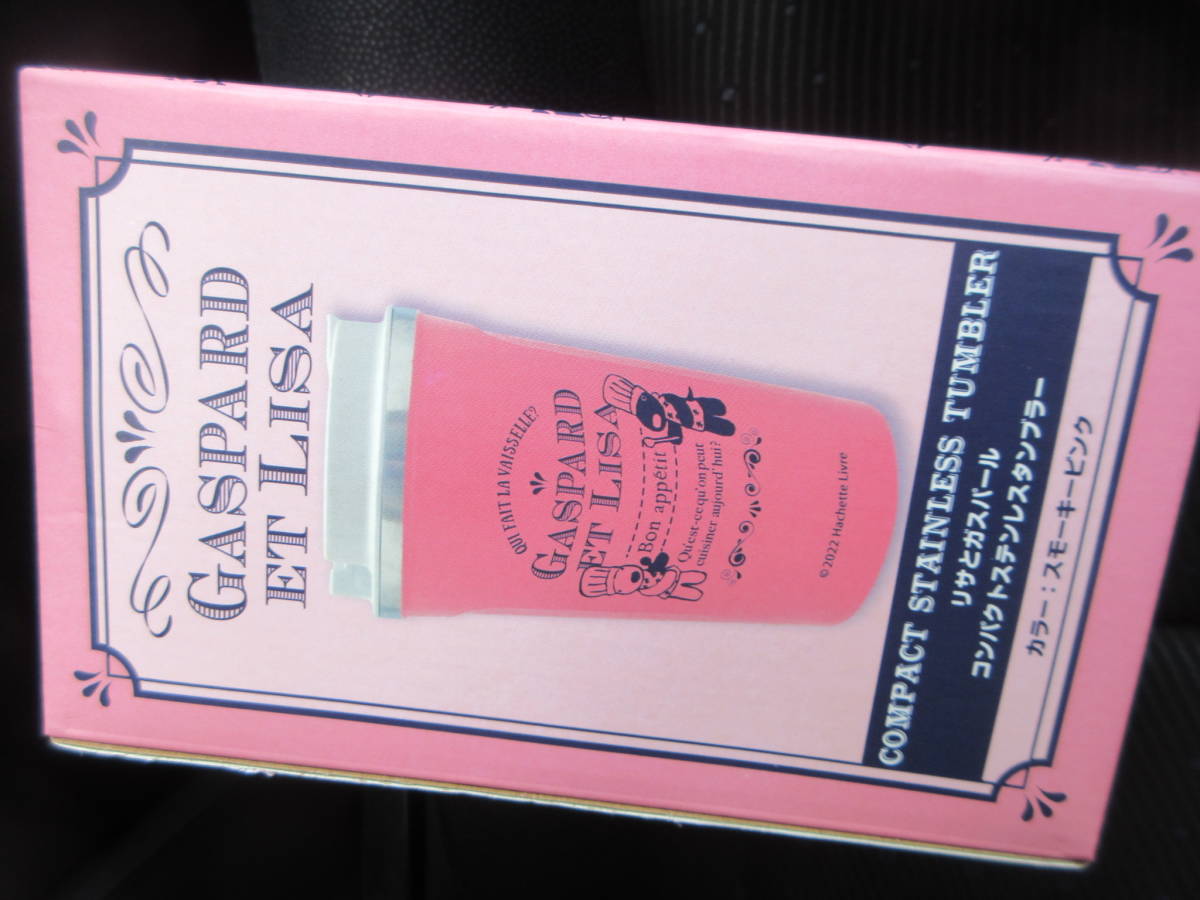 GASPARD
ET LISA
QUI FAIT LA VAISSELLE?
GASPARD
ET LISA
Bon appétit
Qu'est-cequ'on peut
cuisiner aujourd'hui?
©2022 Hachette Livre
COMPACT STAINLESS TUMBLER
リサとガスパール
コンパクトステンレスタンブラー
カラー：スモーキーピンク